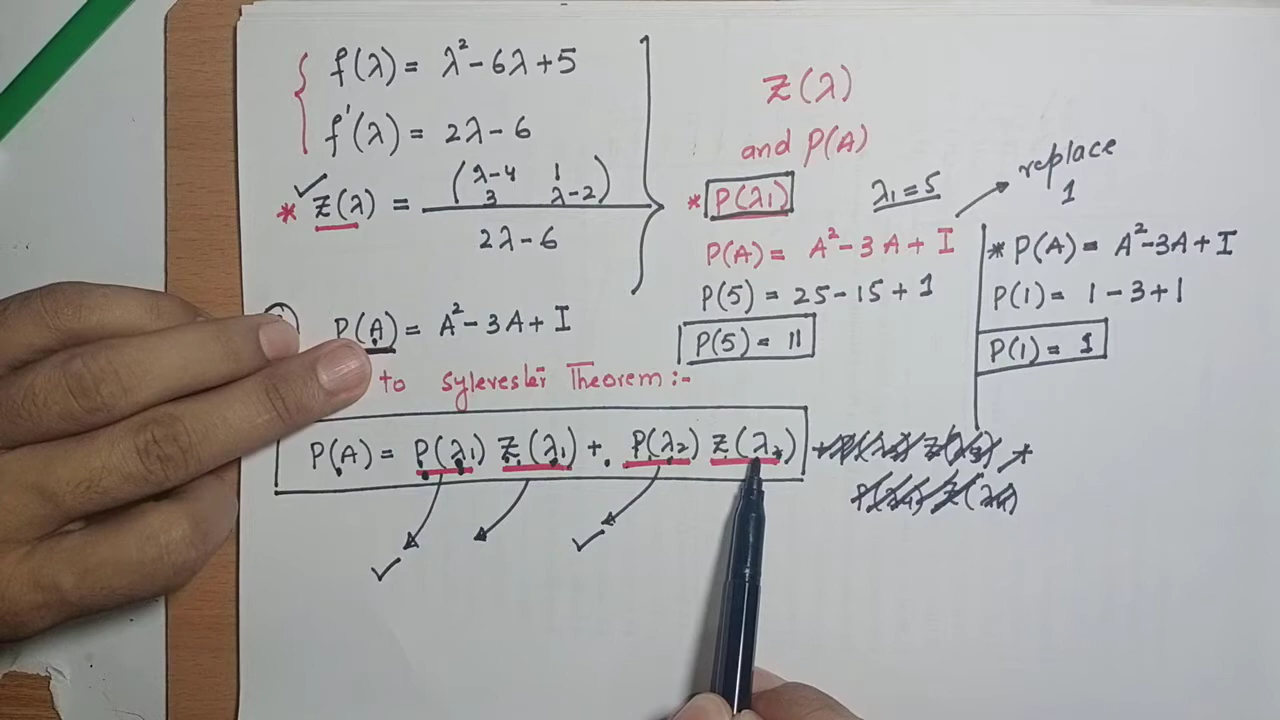 f(λ) = λ² - 6λ + 5
f'(λ) = 2λ - 6
✓
* Z(λ) = (λ-4 1
3 λ-2)
2λ - 6
P(A) = A² - 3A + I
to Sylevester Theorem :-
P(A) = P(λ1) Z(λ1) + P(λ2) Z(λ2)
✓ ✓
Z(λ)
and P(A)
* P(λ1) λ1 = 5
P(A) = A² - 3A + I
P(5) = 25 - 15 + 1
P(5) = 11
replace
1
* P(A) = A² - 3A + I
P(1) = 1 - 3 + 1
P(1) = 1